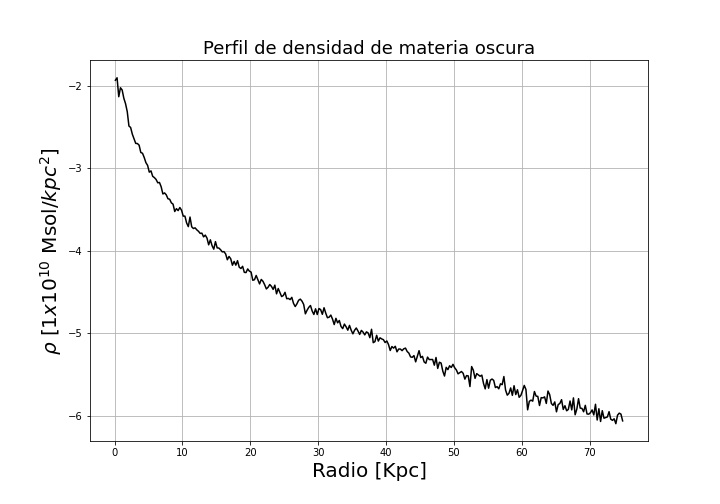 Perfil de densidad de materia oscura
ρ [1x10¹⁰ Msol/kpc²]
−2
−3
−4
−5
−6
0 10 20 30 40 50 60 70
Radio [Kpc]